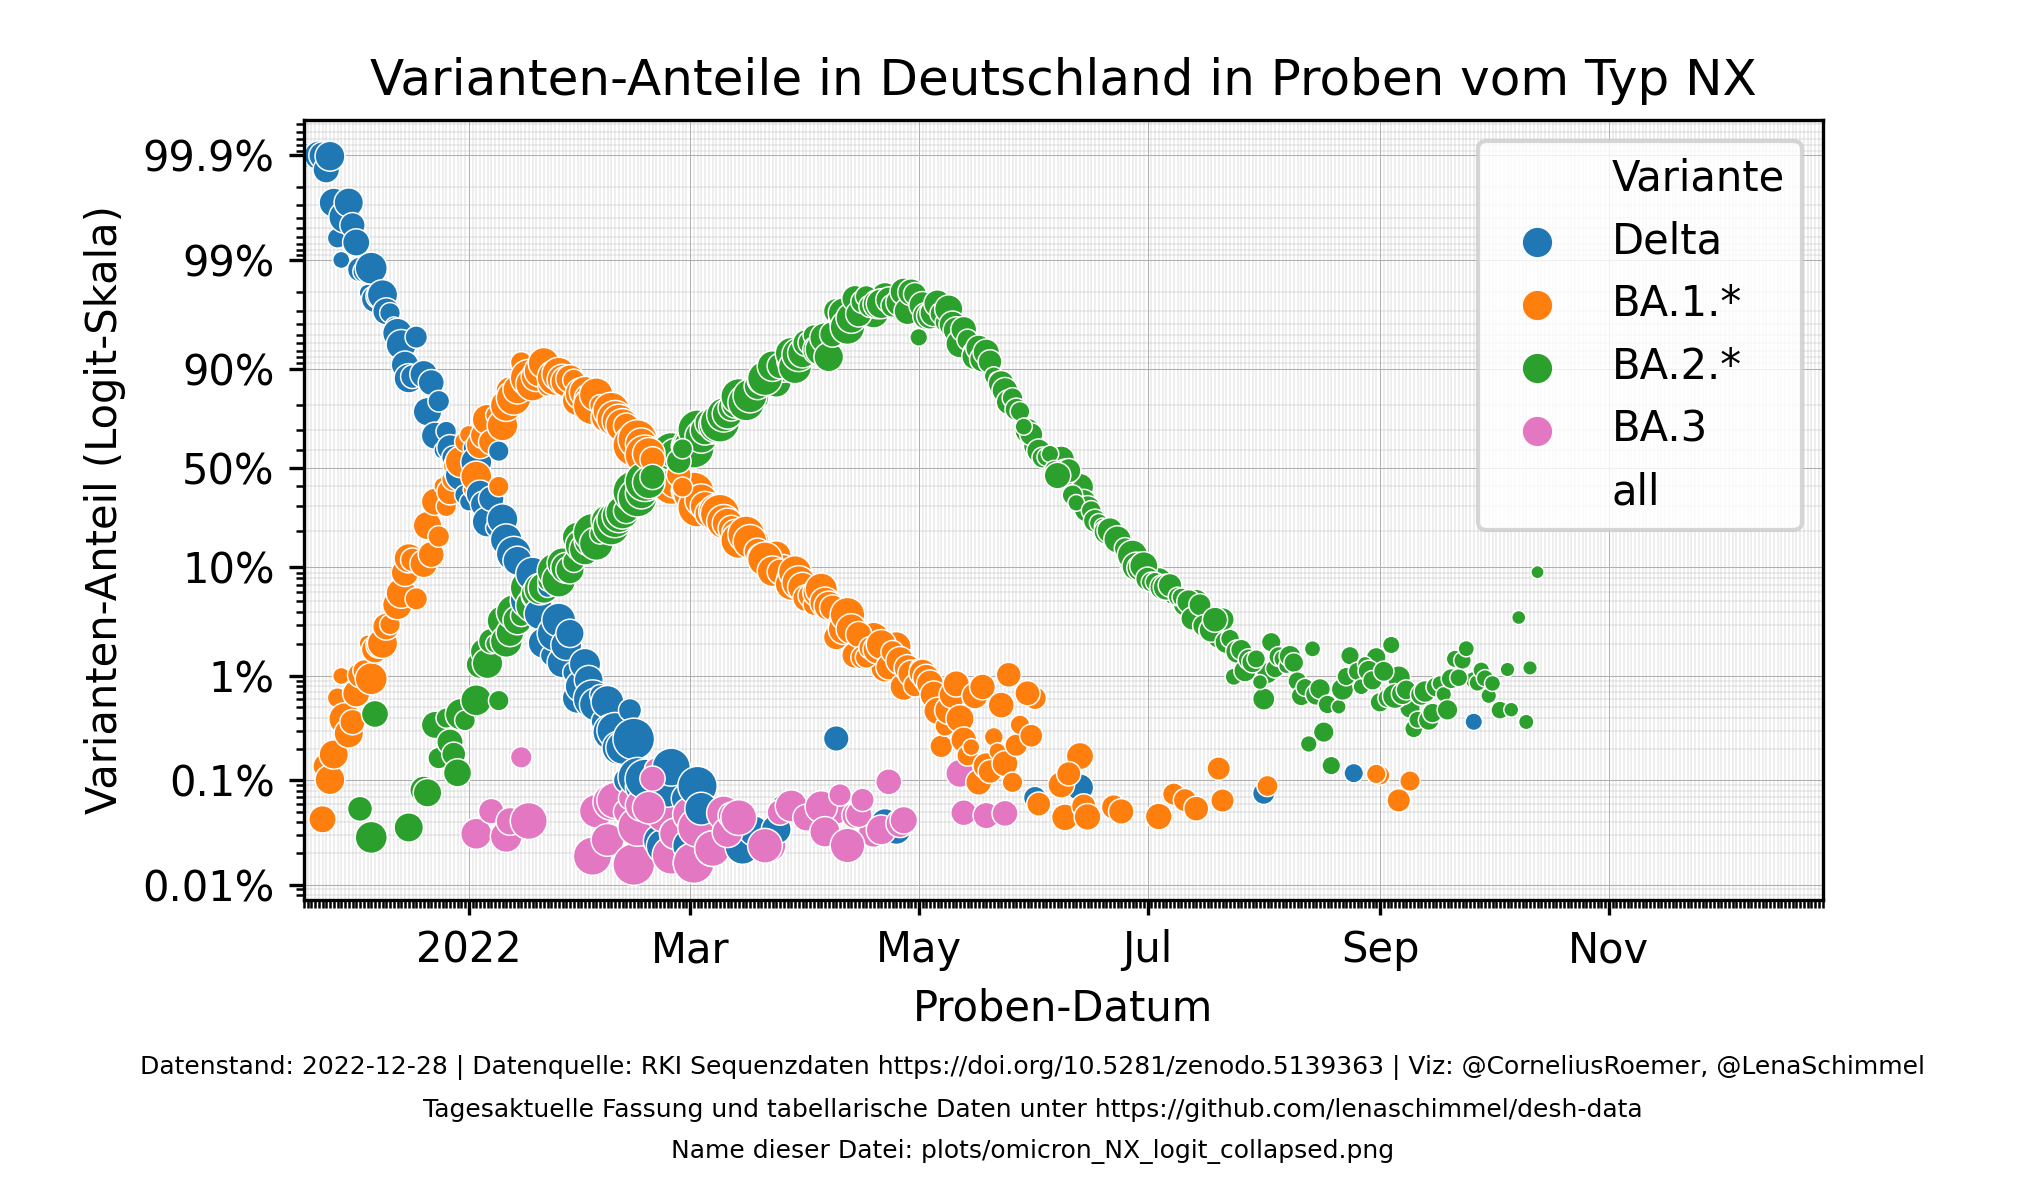 Varianten-Anteile in Deutschland in Proben vom Typ NX
Varianten-Anteil (Logit-Skala)
99.9%
99%
90%
50%
10%
1%
0.1%
0.01%
Variante
Delta
BA.1.*
BA.2.*
BA.3
all
2022
Mar
May
Jul
Sep
Nov
Proben-Datum
Datenstand: 2022-12-28 | Datenquelle: RKI Sequenzdaten https://doi.org/10.5281/zenodo.5139363 | Viz: @CorneliusRoemer, @LenaSchimmel
Tagesaktuelle Fassung und tabellarische Daten unter https://github.com/lenaschimmel/desh-data
Name dieser Datei: plots/omicron_NX_logit_collapsed.png